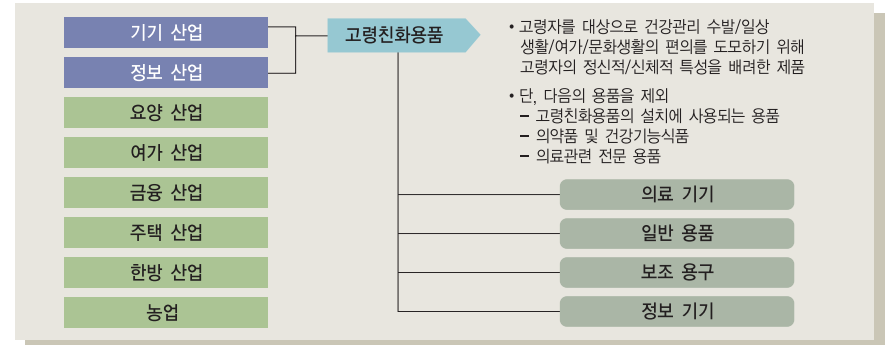 기기 산업
정보 산업
요양 산업
여가 산업
금융 산업
주택 산업
한방 산업
농업
고령친화용품
• 고령자를 대상으로 건강관리 수발/일상
생활/여가/문화생활의 편의를 도모하기 위해
고령자의 정신적/신체적 특성을 배려한 제품
• 단, 다음의 용품을 제외
– 고령친화용품의 설치에 사용되는 용품
– 의약품 및 건강기능식품
– 의료관련 전문 용품
의료 기기
일반 용품
보조 용구
정보 기기